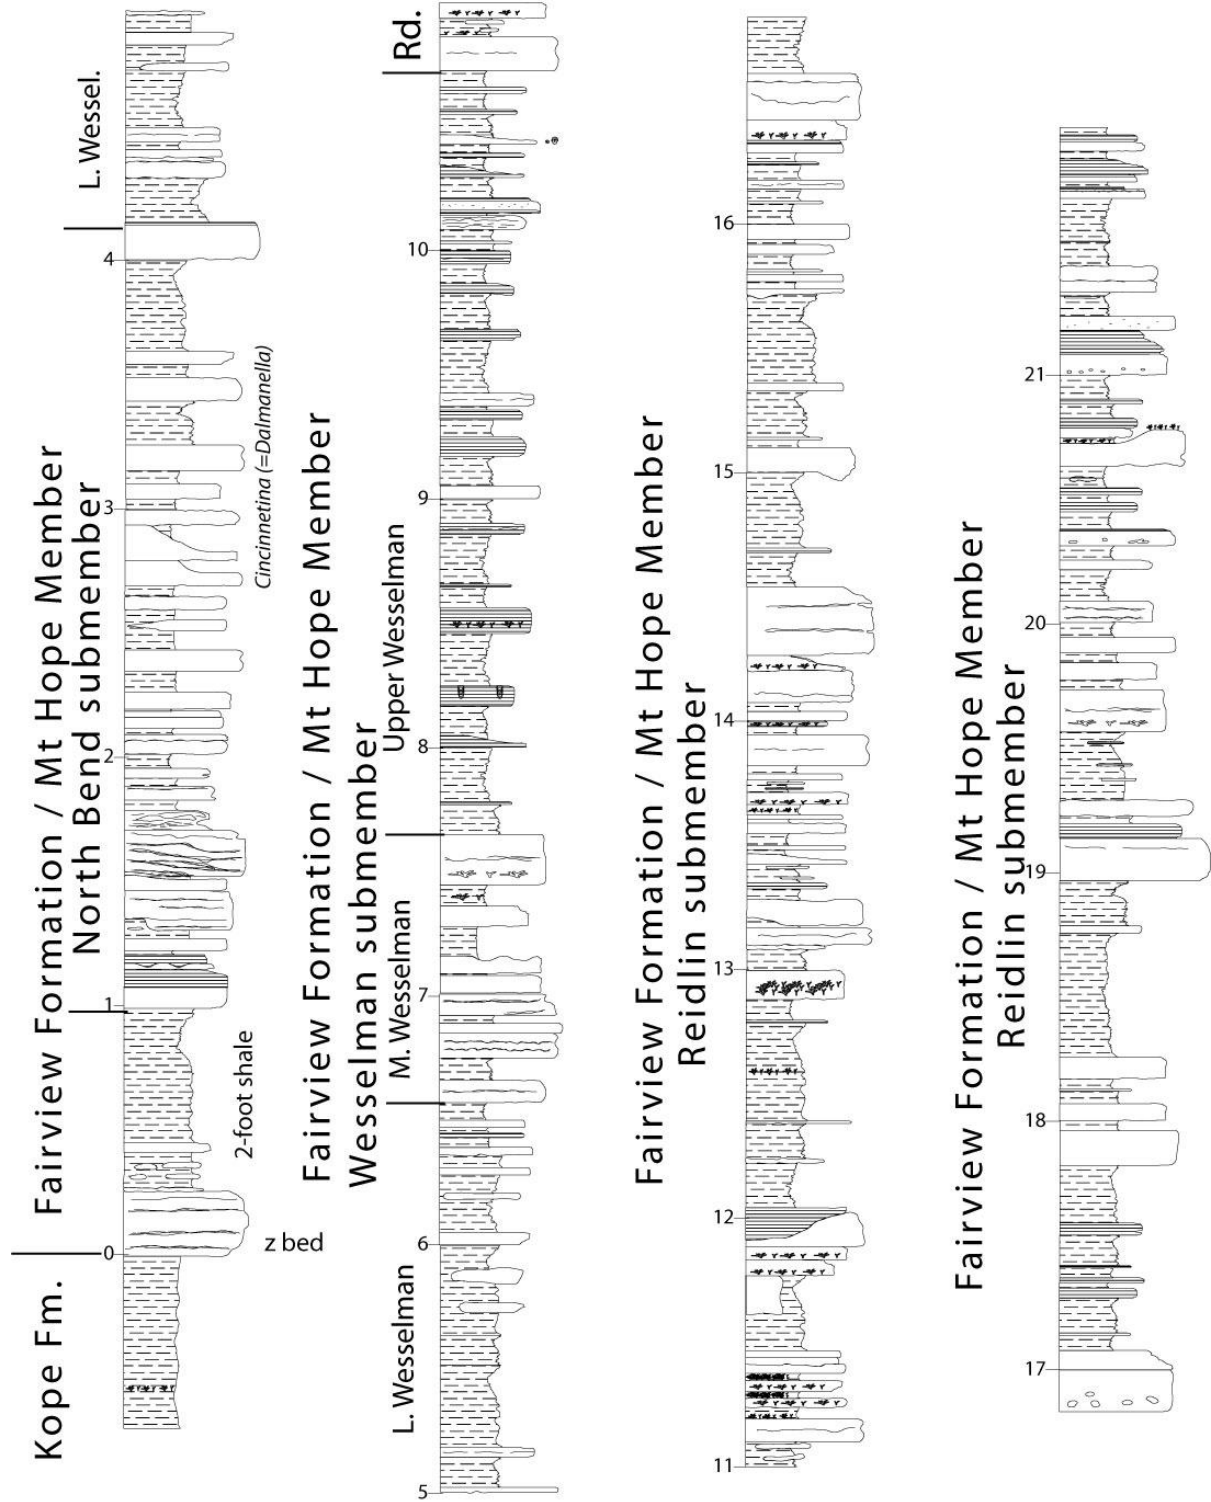 Kope Fm.
Fairview Formation / Mt Hope Member
North Bend submember
L. Wessel.
4
3
2
1
0
Cincinnetina (=Dalmanella)
2-foot shale
z bed
Fairview Formation / Mt Hope Member
Wesselman submember
L. Wesselman
M. Wesselman
Upper Wesselman
Rd.
10
9
8
7
6
5
Fairview Formation / Mt Hope Member
Reidlin submember
16
15
14
13
12
11
Fairview Formation / Mt Hope Member
Reidlin submember
21
20
19
18
17